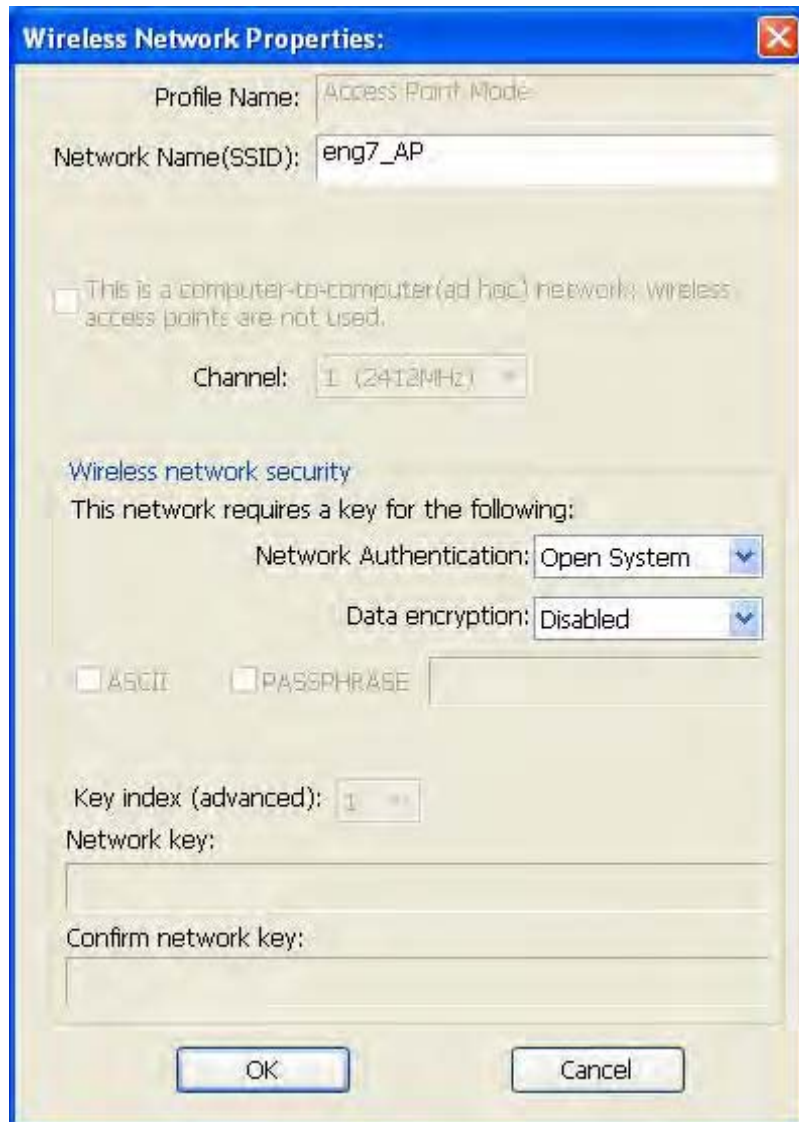 Wireless Network Properties:
Profile Name: Access Point Mode
Network Name(SSID): eng7_AP
This is a computer-to-computer(ad hoc) network; wireless
access points are not used.
Channel: 1 (2412MHz)
Wireless network security
This network requires a key for the following:
Network Authentication: Open System
Data encryption: Disabled
ASCII PASSPHRASE
Key index (advanced): 1
Network key:
Confirm network key:
OK Cancel